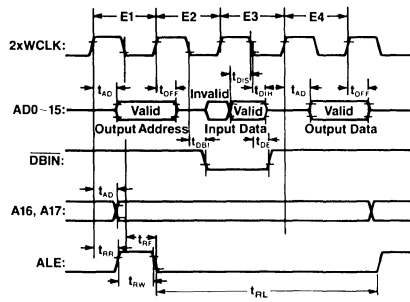 E1 E2 E3 E4
2xWCLK:
tAD tOFF tDIS tDIH tAD tOFF
Invalid
AD0~15: Valid Valid Valid
Output Address Input Data Output Data
tDBI tDE
DBIN:
tAD
A16, A17:
tRR tRF
ALE:
tRW tRL